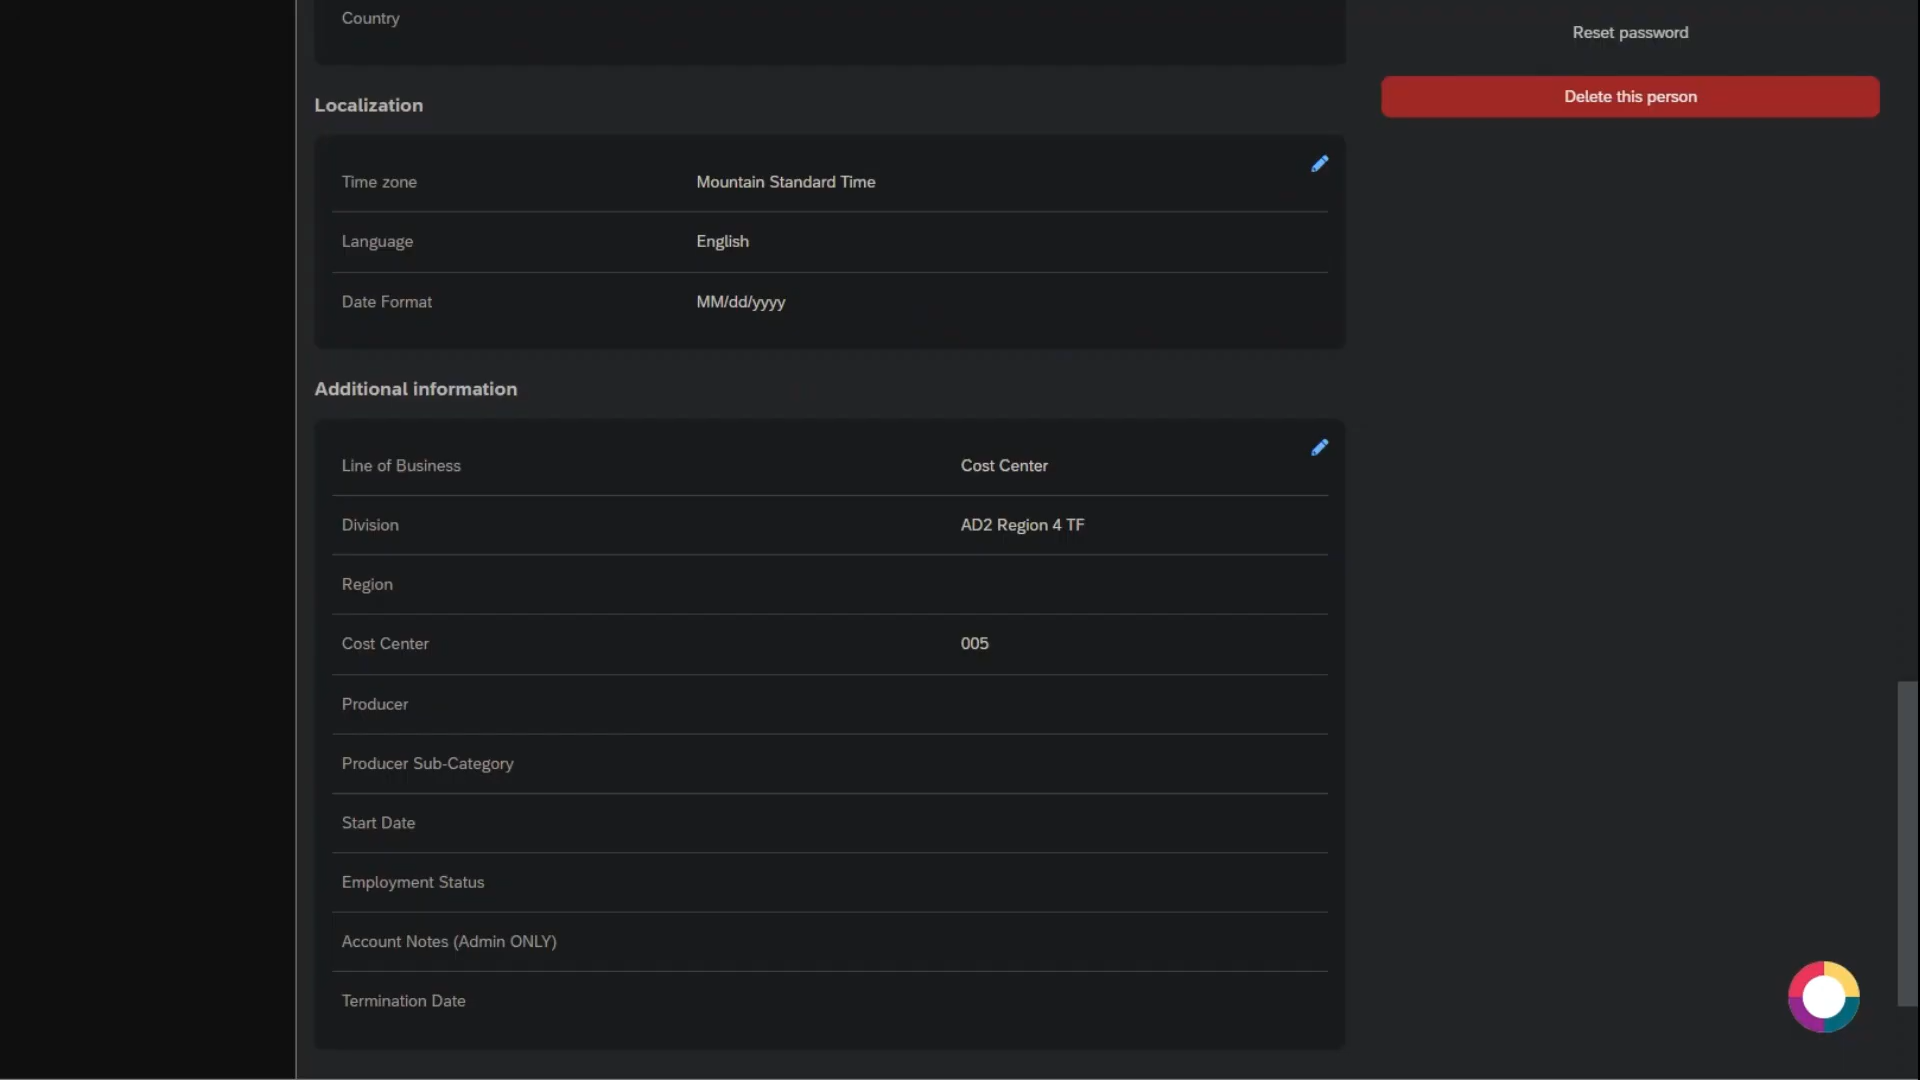 Country
Reset password
Delete this person
Localization
Time zone Mountain Standard Time
Language English
Date Format MM/dd/yyyy
Additional information
Line of Business Cost Center
Division AD2 Region 4 TF
Region
Cost Center 005
Producer
Producer Sub-Category
Start Date
Employment Status
Account Notes (Admin ONLY)
Termination Date